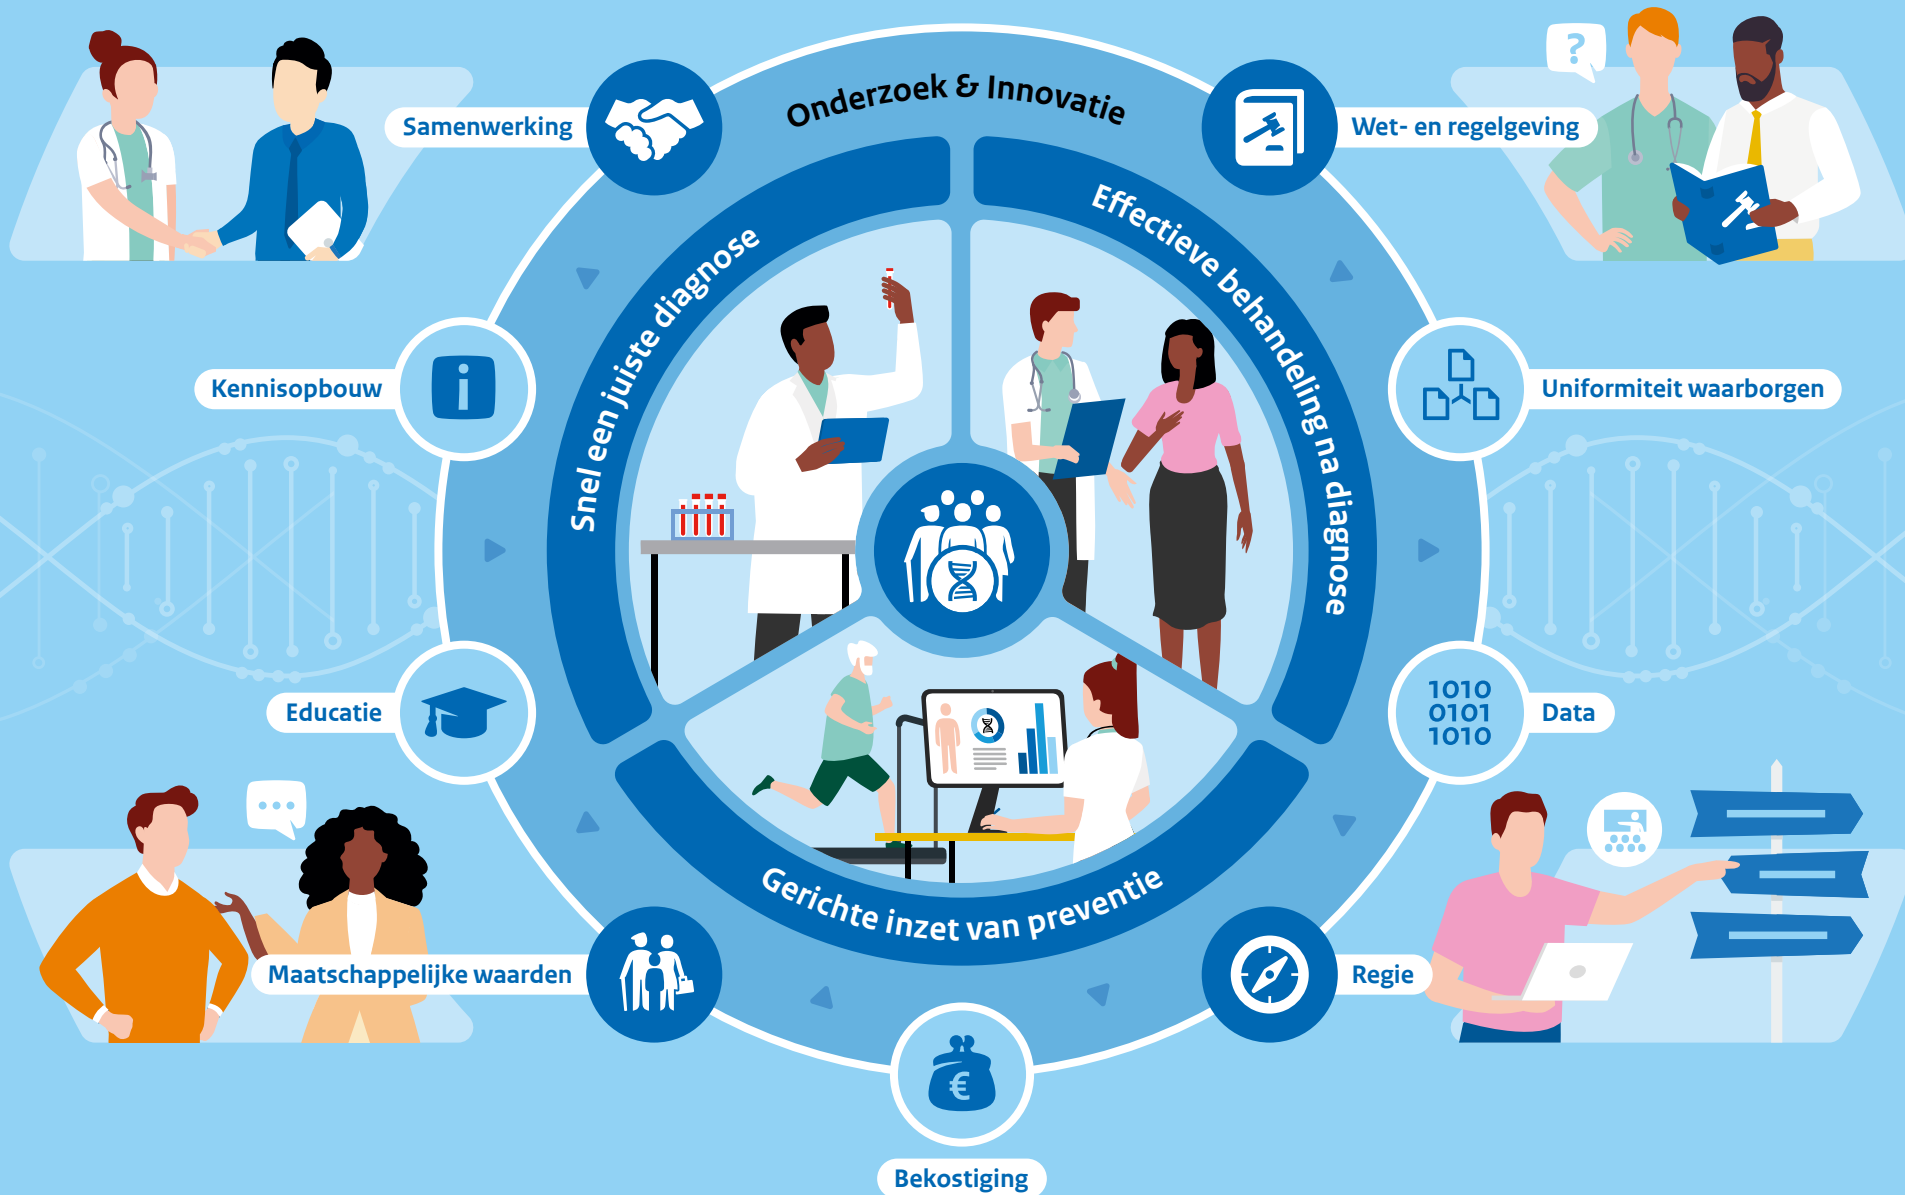 Onderzoek & Innovatie
Samenwerking
?
Wet- en regelgeving
Snel een juiste diagnose
Effectieve behandeling na diagnose
Kennisopbouw
i
Uniformiteit waarborgen
Educatie
1010
0101
1010
Data
Gerichte inzet van preventie
Maatschappelijke waarden
Regie
€
Bekostiging